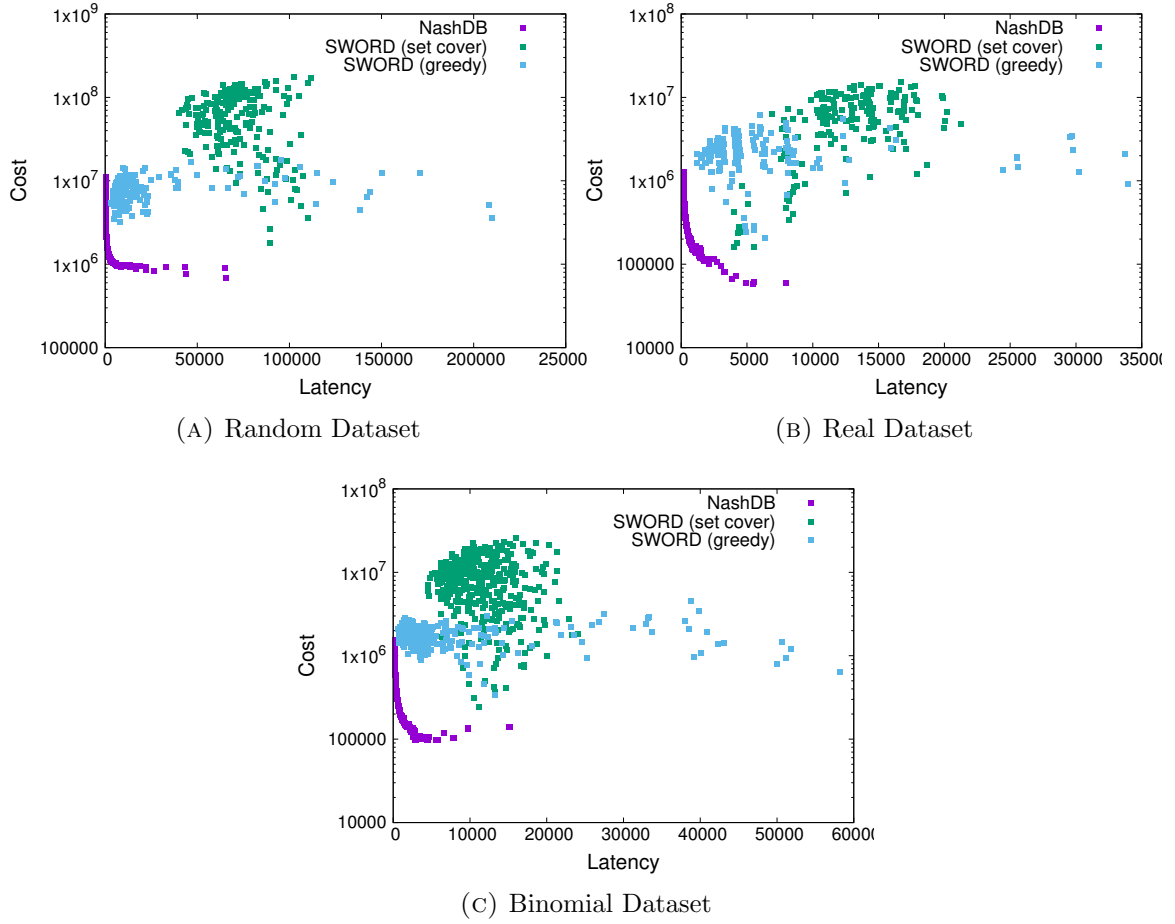 1x10^9
1x10^8
1x10^7
1x10^6
100000
Cost
0 50000 100000 150000 200000 25000
Latency
NashDB
SWORD (set cover)
SWORD (greedy)
(A) Random Dataset
1x10^8
1x10^7
1x10^6
100000
10000
Cost
0 5000 10000 15000 20000 25000 30000 35000
Latency
NashDB
SWORD (set cover)
SWORD (greedy)
(B) Real Dataset
1x10^8
1x10^7
1x10^6
100000
10000
Cost
0 10000 20000 30000 40000 50000 60000
Latency
NashDB
SWORD (set cover)
SWORD (greedy)
(C) Binomial Dataset